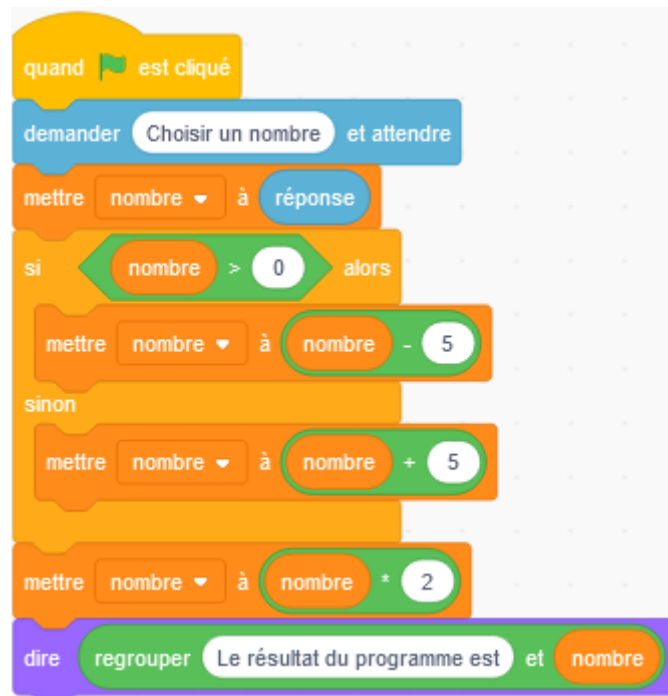 quand est cliqué
demander Choisir un nombre et attendre
mettre nombre à réponse
si nombre > 0 alors
mettre nombre à nombre - 5
sinon
mettre nombre à nombre + 5
mettre nombre à nombre * 2
dire regrouper Le résultat du programme est et nombre